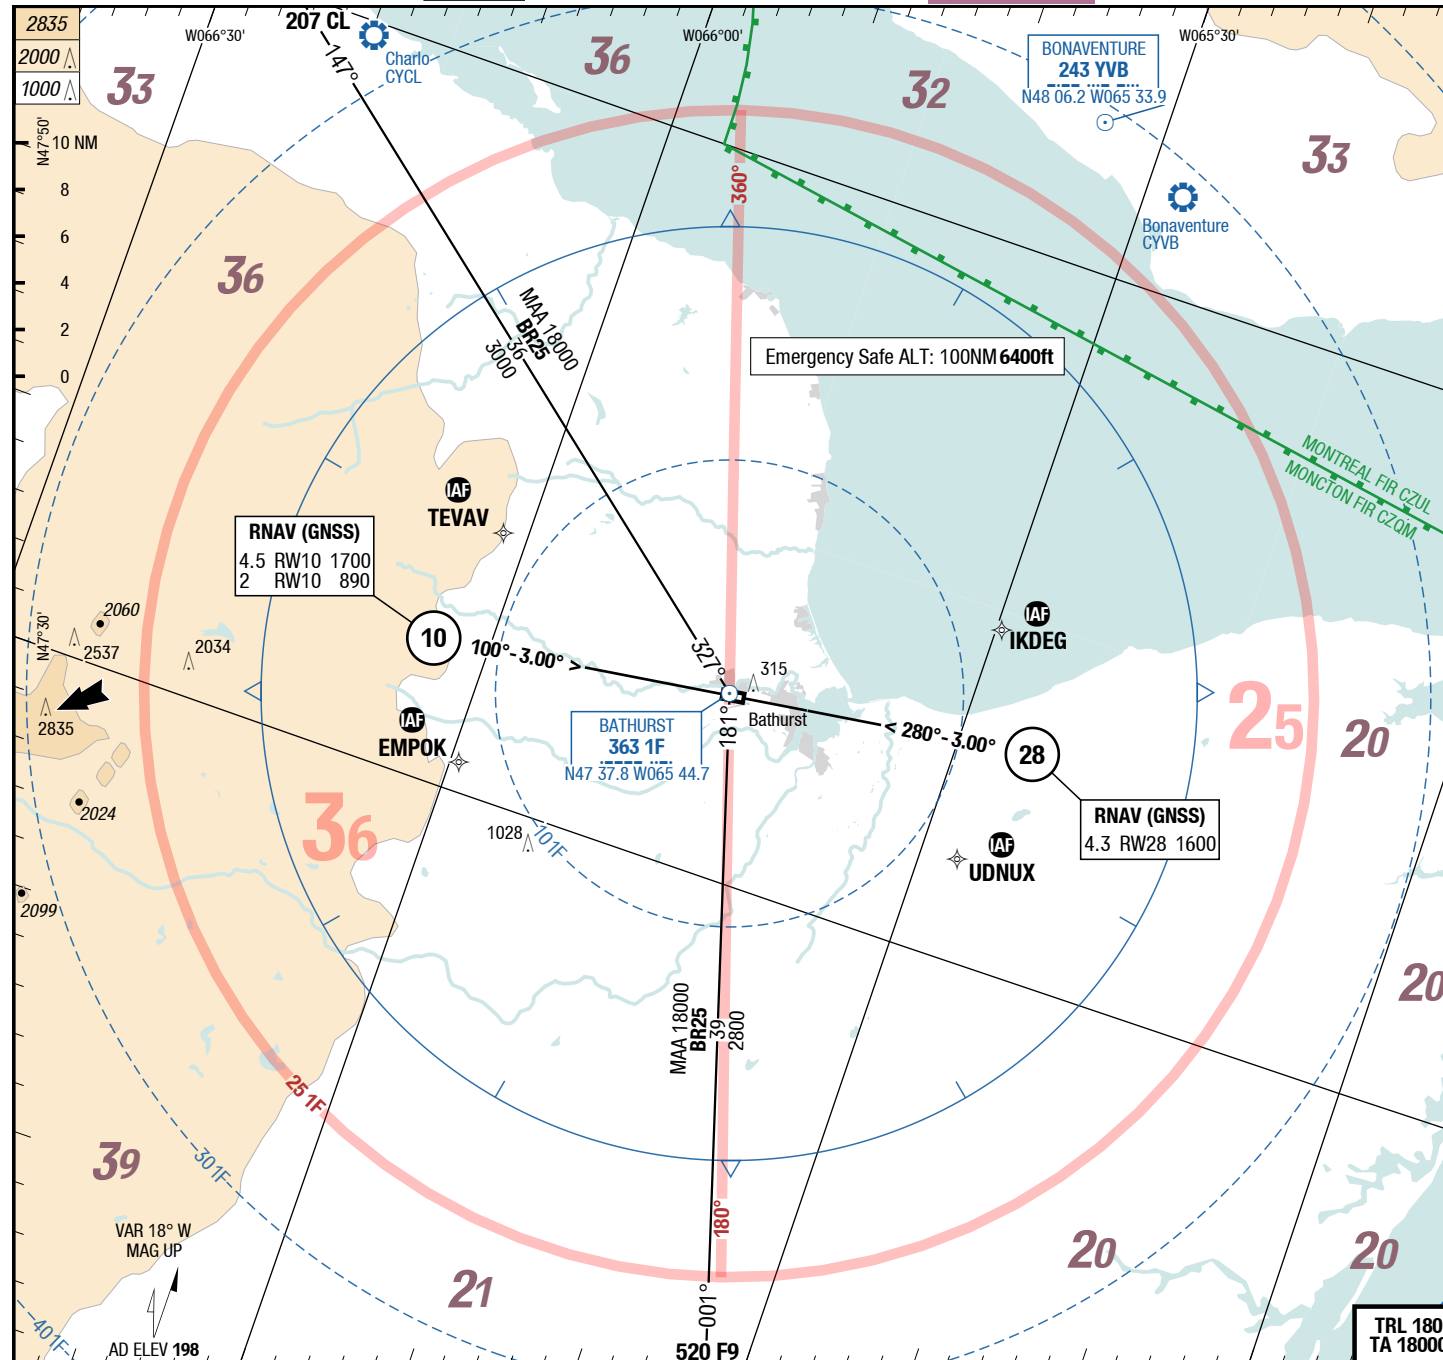 2835
2000
1000
207 CL
W066°30'
W066°00'
W065°30'
Charlo
CYCL
147°
33
36
32
33
BONAVENTURE
243 YVB
N48 06.2 W065 33.9
Bonaventure
CYVB
N47°50'
10 NM
8
6
4
2
0
360°
36
MAA 18000
BR25
36
3000
Emergency Safe ALT: 100NM 6400ft
MONTREAL FIR CZUL
MONCTON FIR CZQM
IAF
TEVAV
RNAV (GNSS)
4.5 RW10 1700
2 RW10 890
10
100°-3.00° >
327°
315
IAF
IKDEG
N47°30'
2060
2537
2034
2835
IAF
EMPOK
BATHURST
363 1F
N47 37.8 W065 44.7
181°
Bathurst
< 280°-3.00°
28
RNAV (GNSS)
4.3 RW28 1600
25
20
2024
36
1028
101F
IAF
UDNUX
2099
20
MAA 18000
BR25
39
2800
25 1F
39
301F
180°
VAR 18° W
MAG UP
21
20
20
401F
AD ELEV 198
001°
520 F9
TRL 180
TA 18000